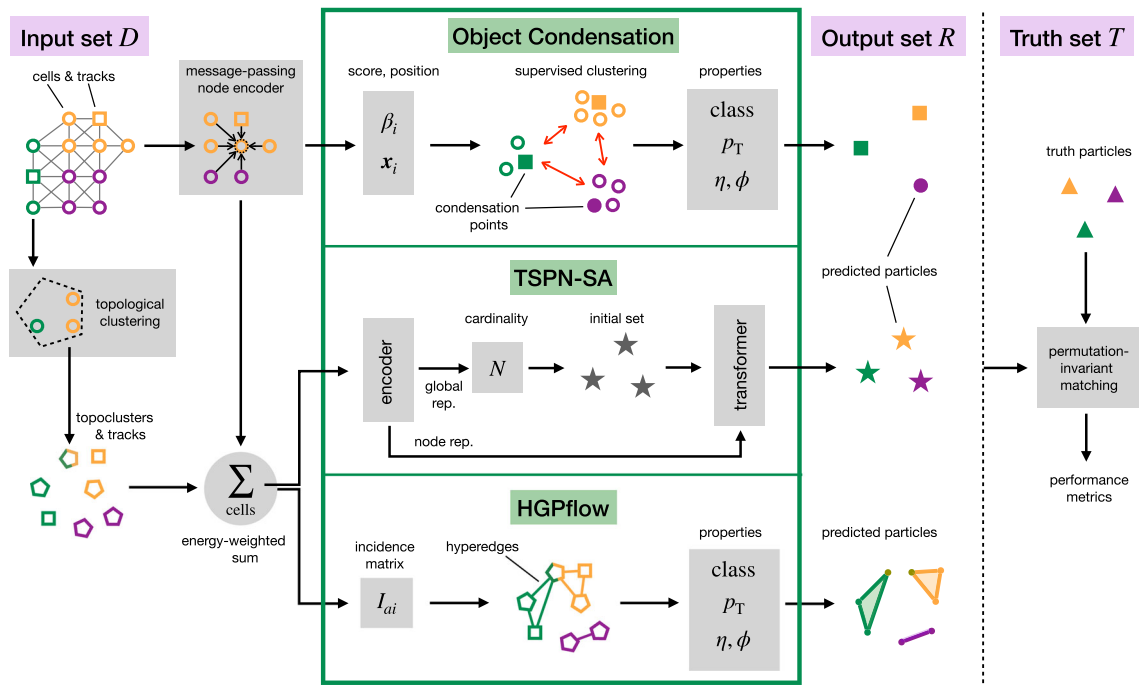 Input set D
cells & tracks
message-passing
node encoder
topological
clustering
topoclusters
& tracks
∑
cells
energy-weighted
sum
Object Condensation
score, position
βᵢ
𝒙ᵢ
supervised clustering
condensation
points
properties
class
p_T
η, ϕ
TSPN-SA
encoder
global
rep.
cardinality
N
initial set
transformer
node rep.
HGPflow
incidence
matrix
I_ai
hyperedges
properties
class
p_T
η, ϕ
Output set R
predicted particles
predicted particles
Truth set T
truth particles
permutation-
invariant
matching
performance
metrics